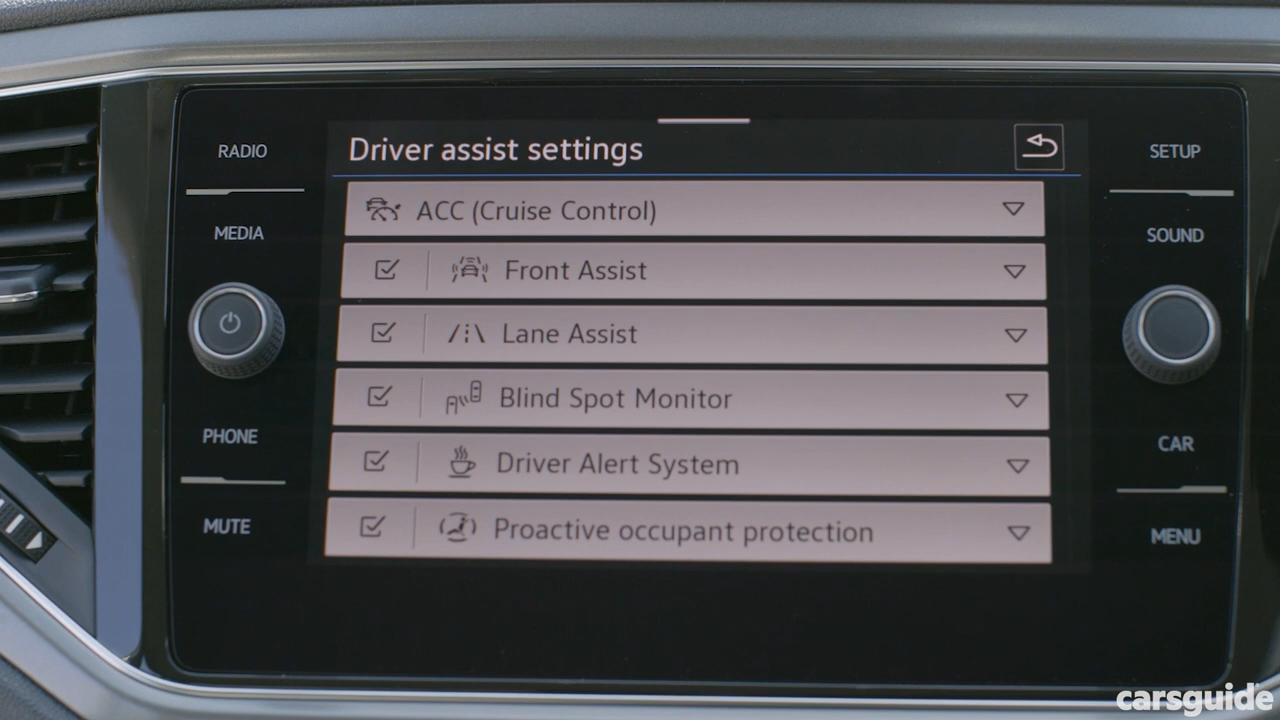 RADIO
MEDIA
PHONE
MUTE
Driver assist settings
ACC (Cruise Control)
Front Assist
Lane Assist
Blind Spot Monitor
Driver Alert System
Proactive occupant protection
SETUP
SOUND
CAR
MENU
carsguide